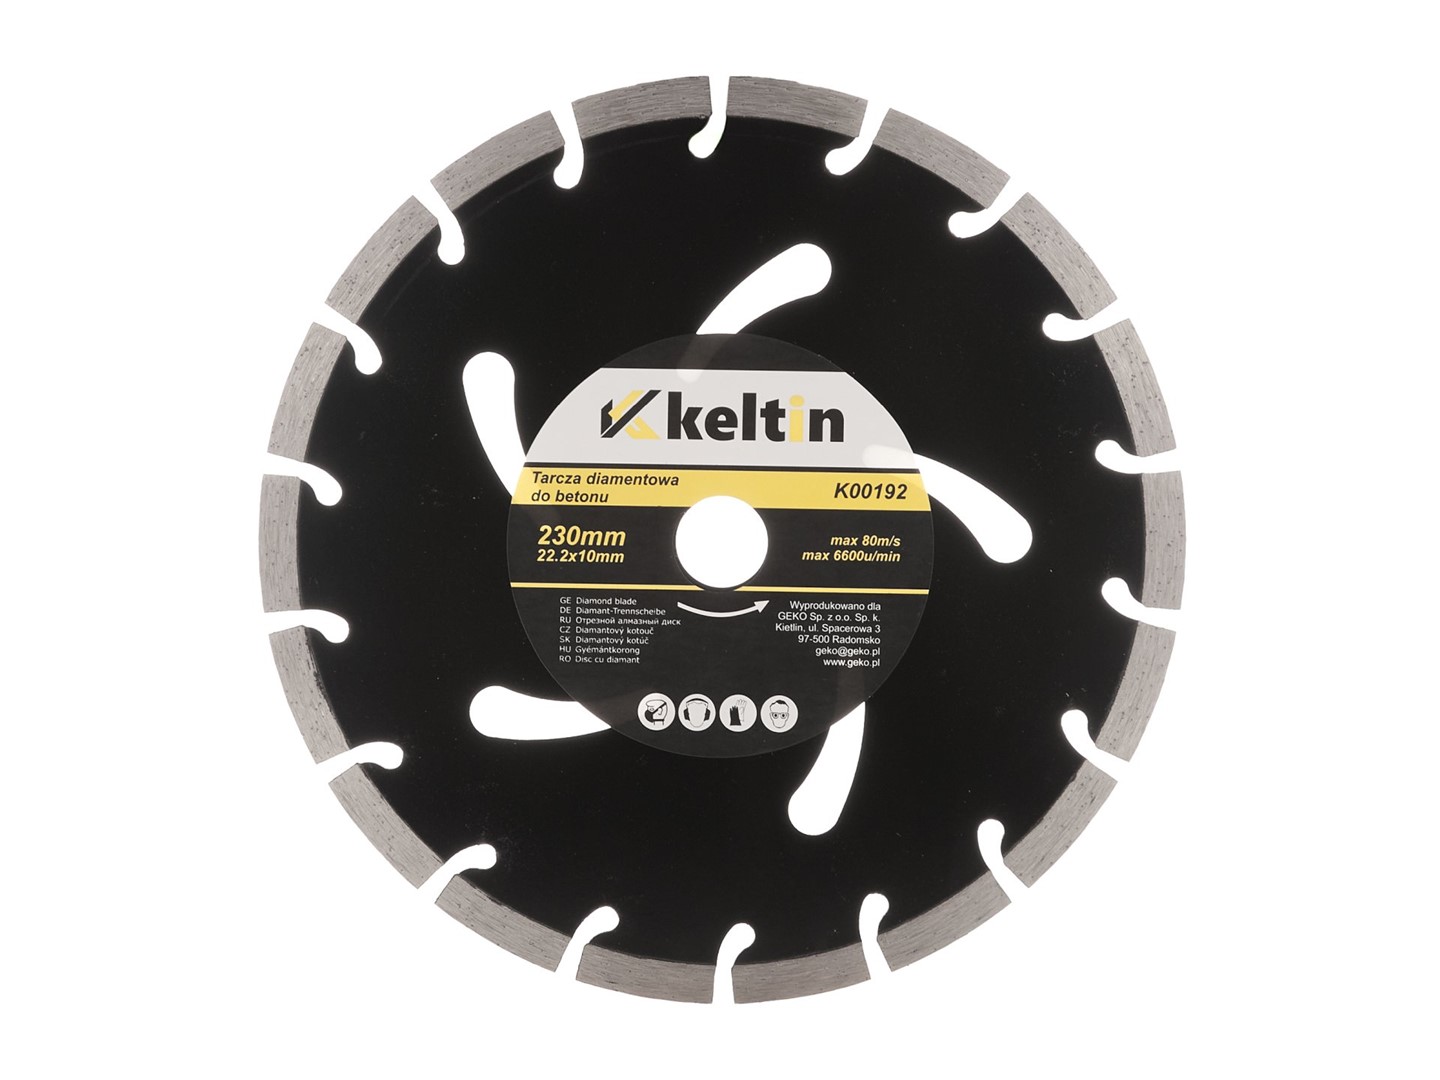 keltin
Tarcza diamentowa
do betonu
K00192
230mm
22.2x10mm
max 80m/s
max 6600u/min
GE Diamond blade
DE Diamant-Trennscheibe
RU Отрезной алмазный диск
CZ Diamantový kotouč
SK Diamantový kotúč
HU Gyémántkorong
RO Disc cu diamant
Wyprodukowano dla
GEKO Sp. z o.o. Sp. k.
Kietlin, ul. Spacerowa 3
97-500 Radomsko
geko@geko.pl
www.geko.pl